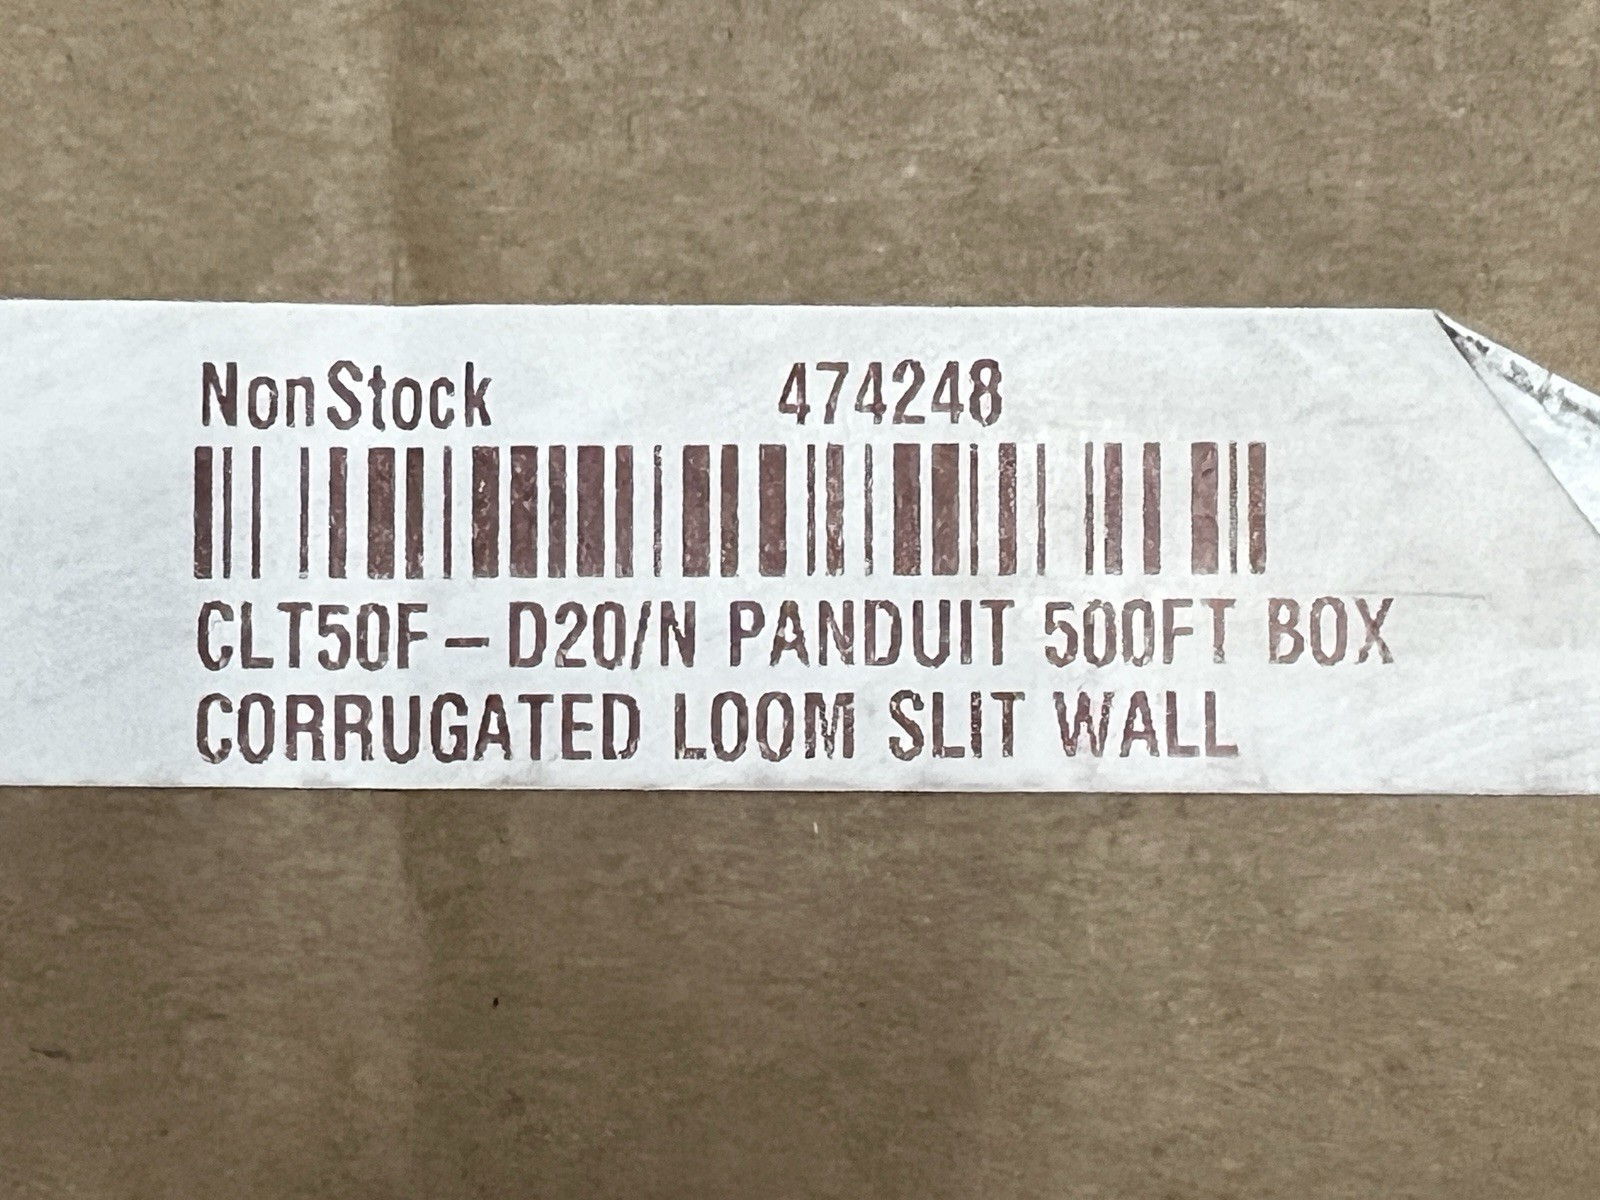 NonStock 474248
CLT50F-D20/N PANDUIT 500FT BOX
CORRUGATED LOOM SLIT WALL